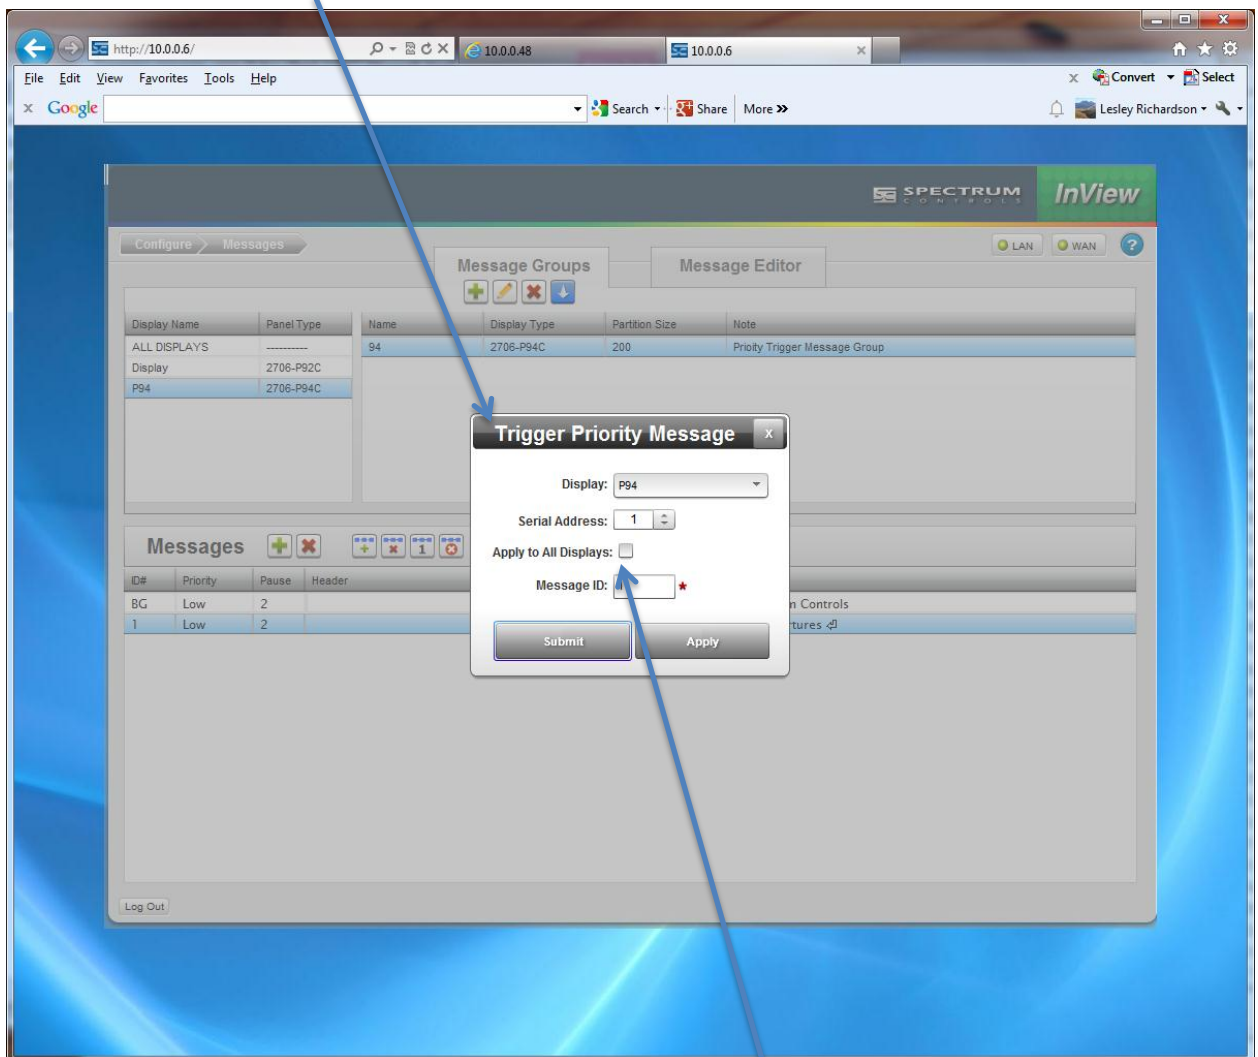 http://10.0.0.6/
10.0.0.48
10.0.0.6
File Edit View Favorites Tools Help
Convert Select
Google
Search Share More »
Lesley Richardson
SPECTRUM
CONTROLS
InView
Configure Messages
LAN WAN ?
Message Groups Message Editor
Display Name Panel Type Name Display Type Partition Size Note
ALL DISPLAYS ---------- 94 2706-P94C 200 Prioity Trigger Message Group
Display 2706-P92C
P94 2706-P94C
Trigger Priority Message x
Display: P94
Serial Address: 1
Apply to All Displays:
Message ID: *
Submit Apply
Messages 1
ID# Priority Pause Header
BG Low 2 n Controls
1 Low 2 rtures
Log Out